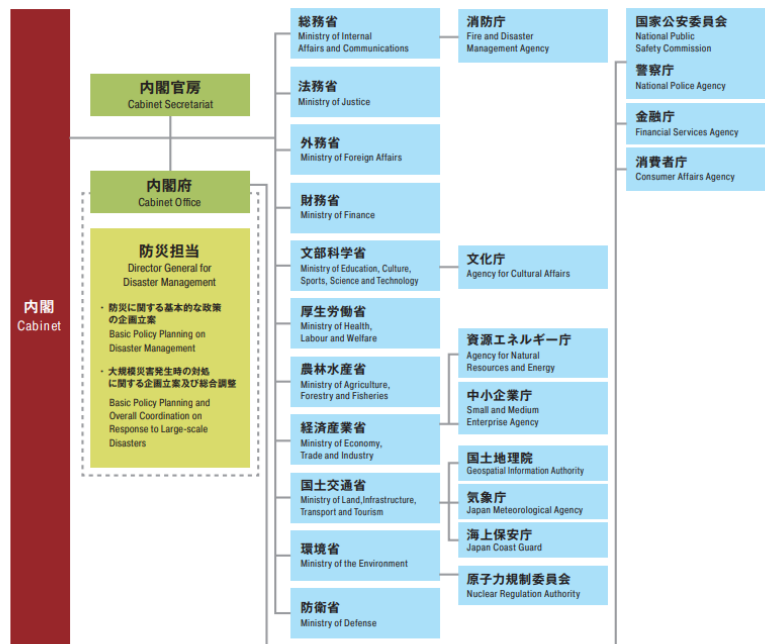 内閣
Cabinet
内閣官房
Cabinet Secretariat
内閣府
Cabinet Office
防災担当
Director General for
Disaster Management
・ 防災に関する基本的な政策
の企画立案
Basic Policy Planning on
Disaster Management
・ 大規模災害発生時の対処
に関する企画立案及び総合調整
Basic Policy Planning and
Overall Coordination on
Response to Large-scale
Disasters
総務省
Ministry of Internal
Affairs and Communications
法務省
Ministry of Justice
外務省
Ministry of Foreign Affairs
財務省
Ministry of Finance
文部科学省
Ministry of Education, Culture,
Sports, Science and Technology
厚生労働省
Ministry of Health,
Labour and Welfare
農林水産省
Ministry of Agriculture,
Forestry and Fisheries
経済産業省
Ministry of Economy,
Trade and Industry
国土交通省
Ministry of Land,Infrastructure,
Transport and Tourism
環境省
Ministry of the Environment
防衛省
Ministry of Defense
消防庁
Fire and Disaster
Management Agency
文化庁
Agency for Cultural Affairs
資源エネルギー庁
Agency for Natural
Resources and Energy
中小企業庁
Small and Medium
Enterprise Agency
国土地理院
Geospatial Information Authority
気象庁
Japan Meteorological Agency
海上保安庁
Japan Coast Guard
原子力規制委員会
Nuclear Regulation Authority
国家公安委員会
National Public
Safety Commission
警察庁
National Police Agency
金融庁
Financial Services Agency
消費者庁
Consumer Affairs Agency